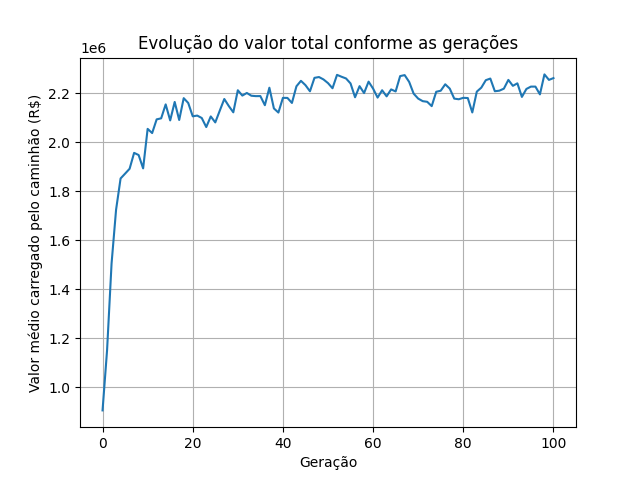 Evolução do valor total conforme as gerações
1e6
Valor médio carregado pelo caminhão (R$)
2.2
2.0
1.8
1.6
1.4
1.2
1.0
0 20 40 60 80 100
Geração